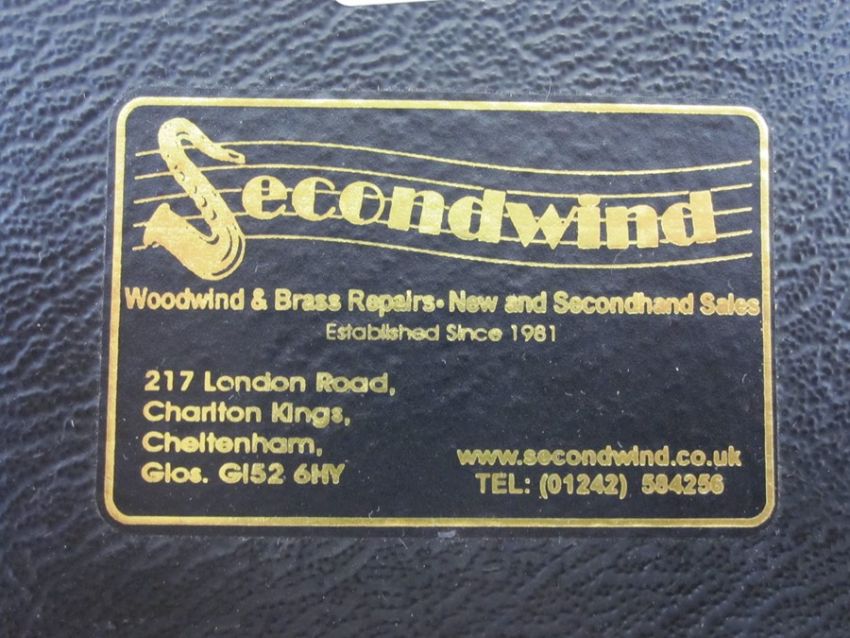 Secondwind
Woodwind & Brass Repairs • New and Secondhand Sales
Established Since 1981
217 London Road,
Charlton Kings,
Cheltenham,
Glos. Gl52 6HY
www.secondwind.co.uk
TEL: (01242) 584256